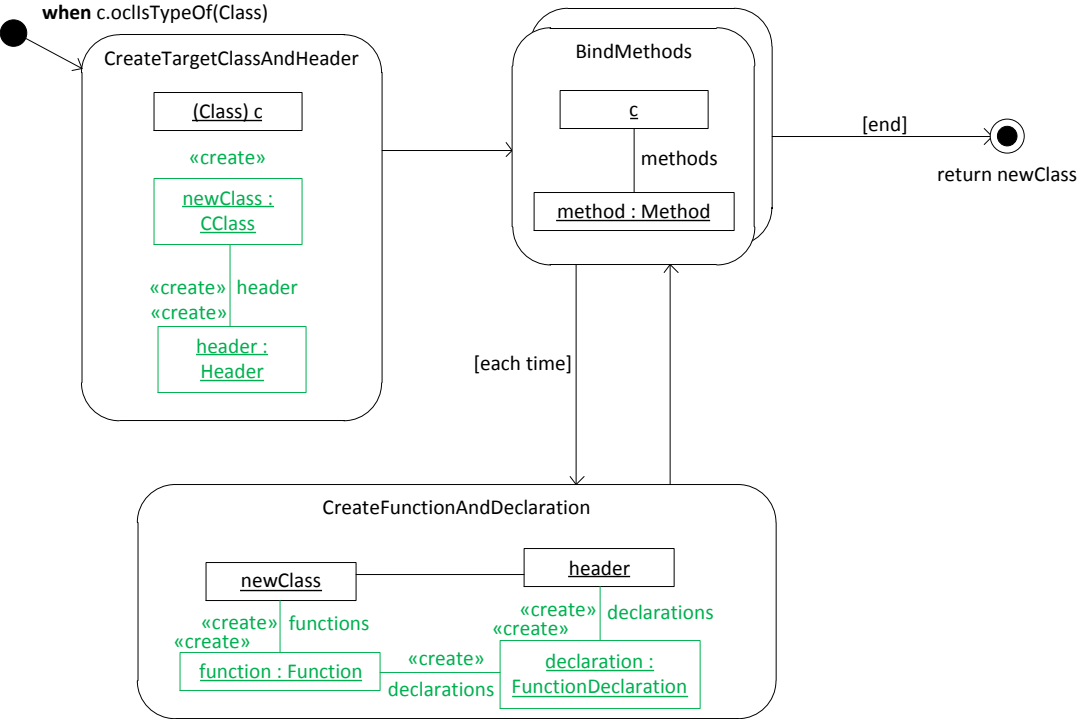 when c.oclIsTypeOf(Class)
CreateTargetClassAndHeader
(Class) c
«create»
newClass :
CClass
«create» header
«create»
header :
Header
BindMethods
c
methods
method : Method
[end]
return newClass
[each time]
CreateFunctionAndDeclaration
newClass
header
«create» functions
«create»
function : Function
«create»
declarations
«create» declarations
«create»
declaration :
FunctionDeclaration